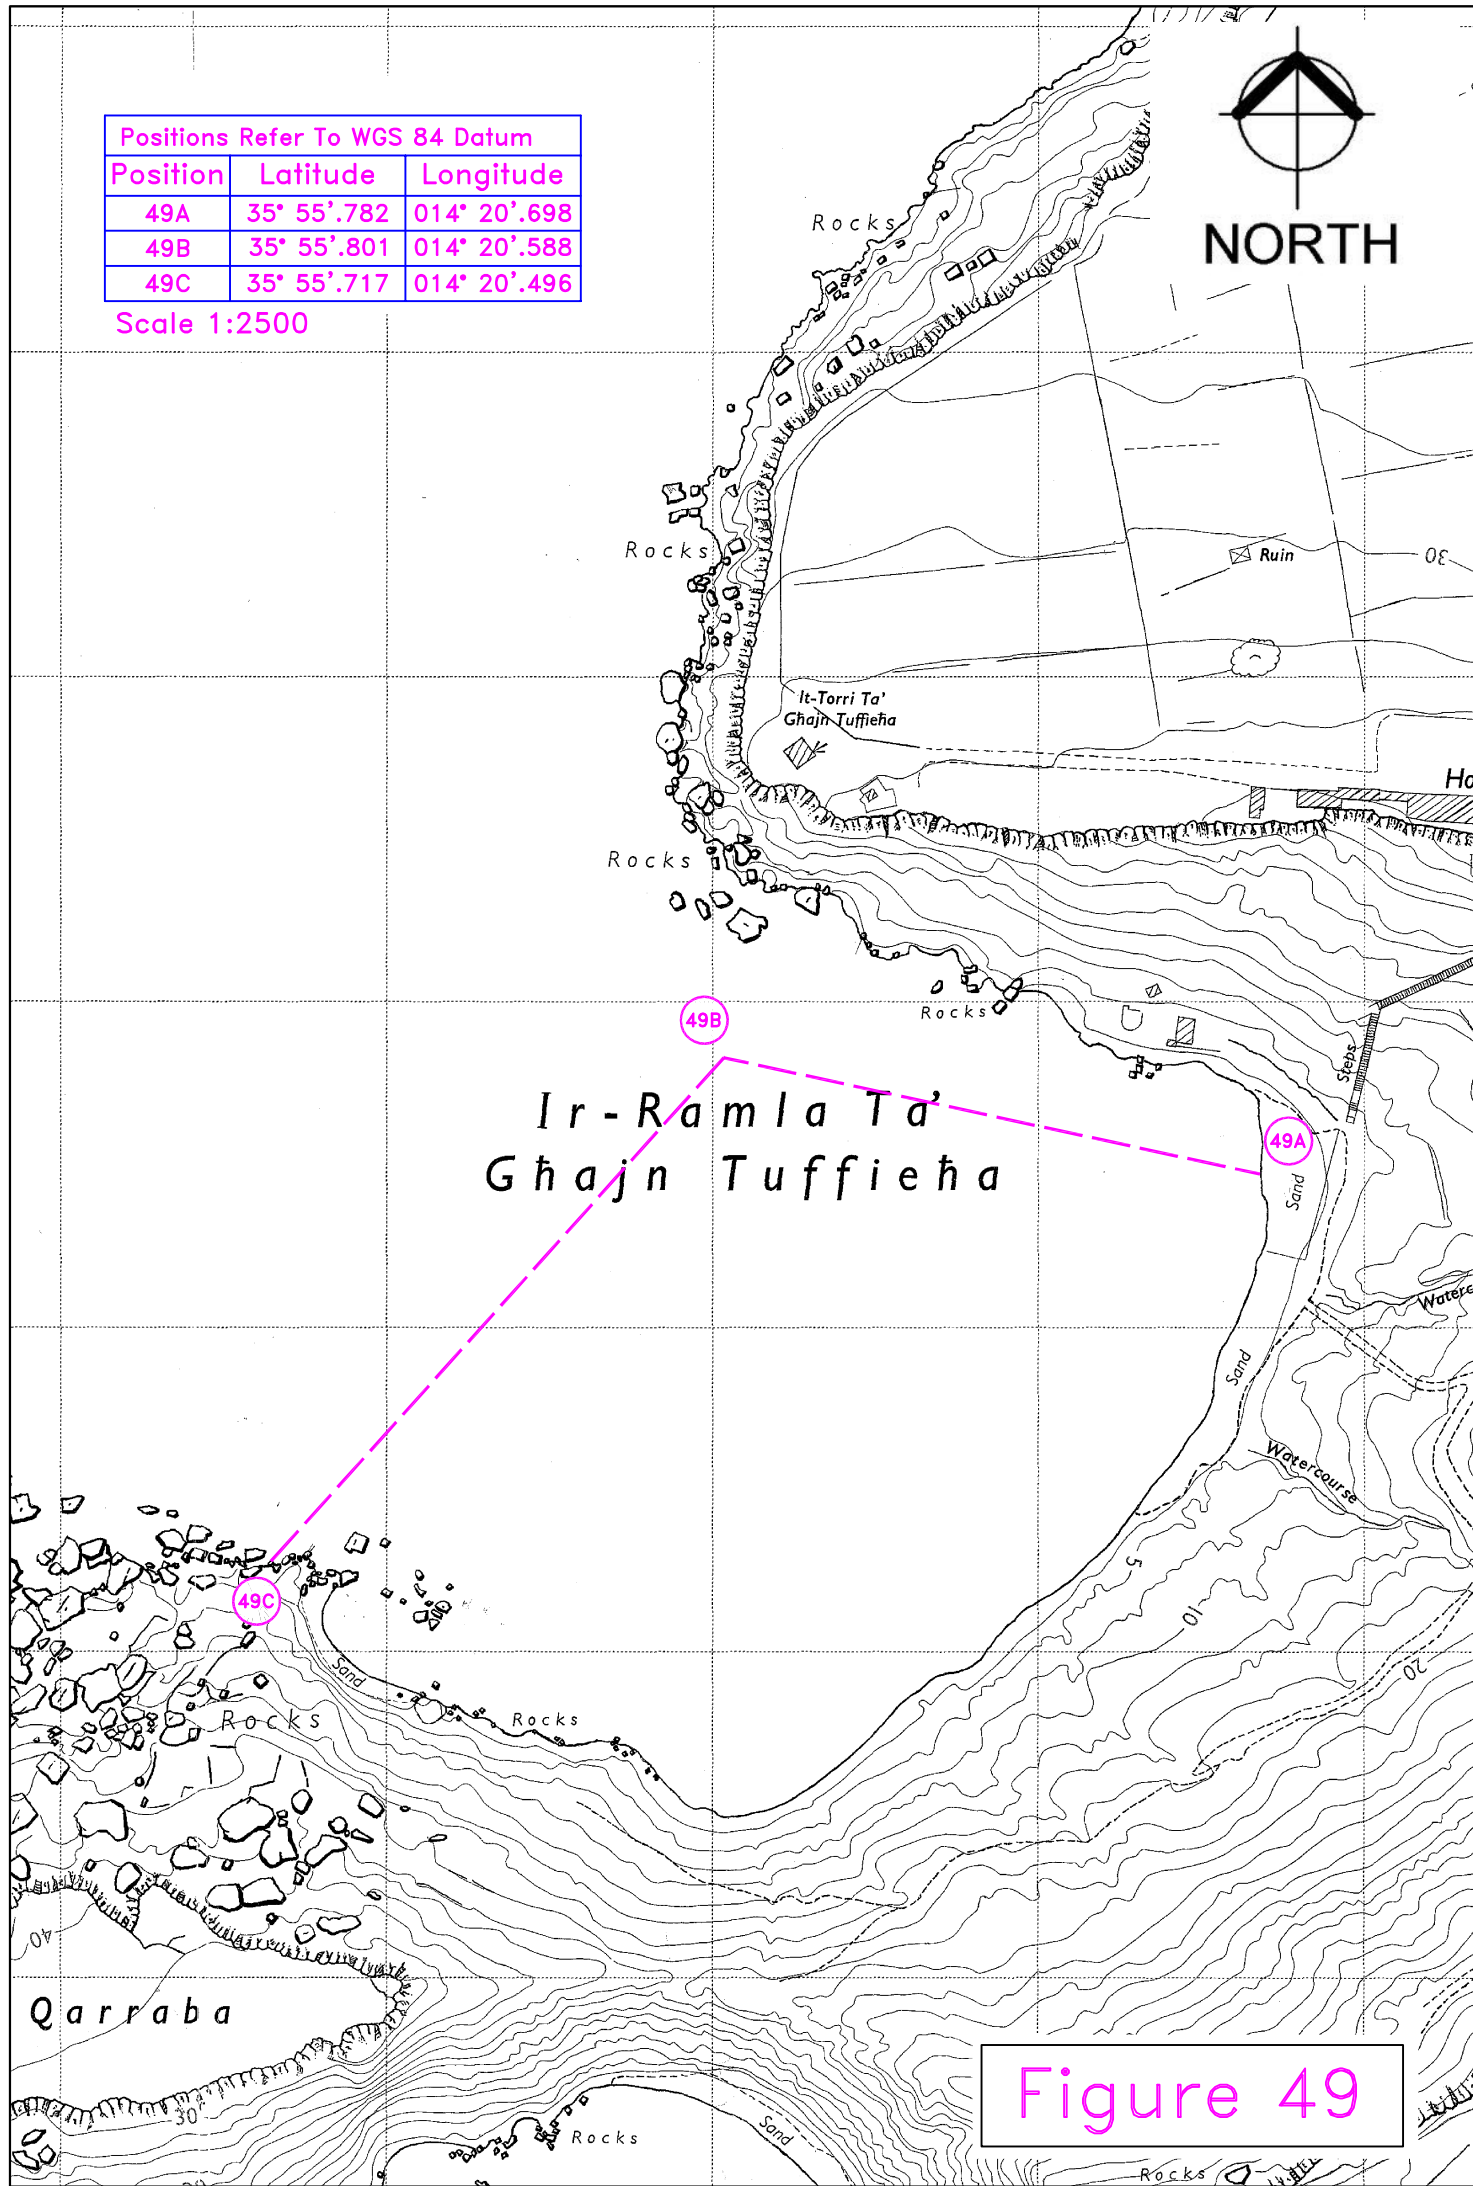 Positions Refer To WGS 84 Datum
Position Latitude Longitude
49A 35° 55'.782 014° 20'.698
49B 35° 55'.801 014° 20'.588
49C 35° 55'.717 014° 20'.496
Scale 1:2500
NORTH
Rocks
Rocks
Ruin
30
It-Torri Ta'
Għajn Tuffieħa
Ho
Rocks
Rocks
49B
Steps
Ir-Ramla Ta'
Għajn Tuffieħa
49A
Sand
Waterc
Sand
Watercourse
5
10
20
49C
Sand
Rocks
Rocks
40
Qarraba
30
Rocks
Sand
Rocks
Figure 49